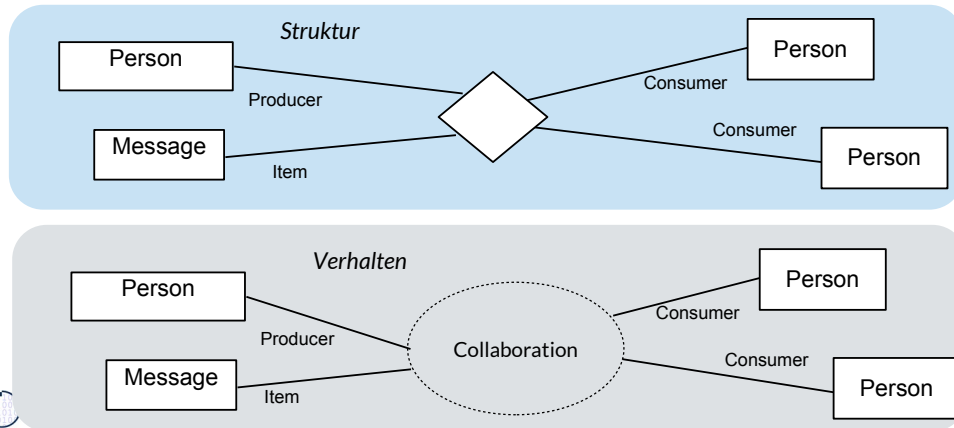 Struktur
Person
Person
Producer
Consumer
Message
Consumer
Person
Item
Verhalten
Person
Person
Producer
Consumer
Collaboration
Message
Consumer
Person
Item